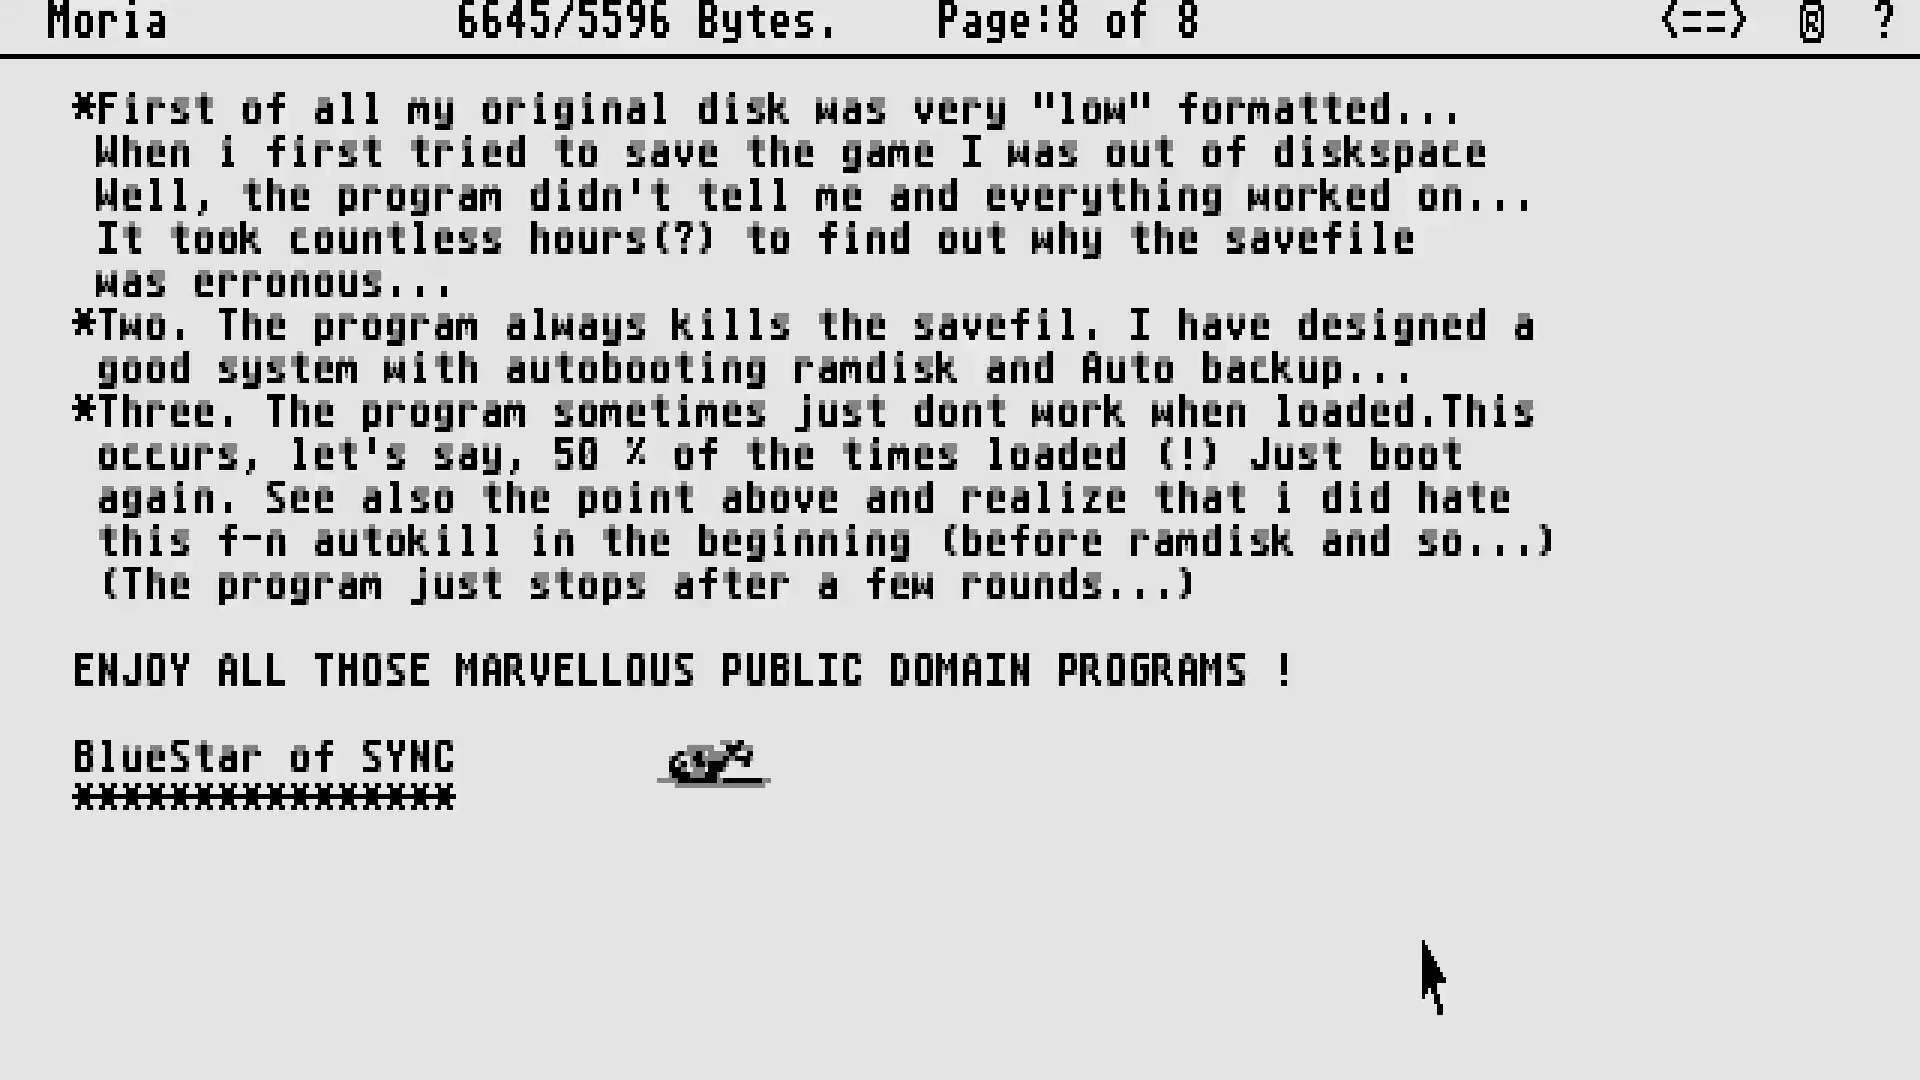 Moria 6645/5596 Bytes. Page:8 of 8 <==> ® ?
*First of all my original disk was very "low" formatted...
When i first tried to save the game I was out of diskspace
Well, the program didn't tell me and everything worked on...
It took countless hours(?) to find out why the savefile
was erronous...
*Two. The program always kills the savefil. I have designed a
good system with autobooting ramdisk and Auto backup...
*Three. The program sometimes just dont work when loaded.This
occurs, let's say, 50 % of the times loaded (!) Just boot
again. See also the point above and realize that i did hate
this f-n autokill in the beginning (before ramdisk and so...)
(The program just stops after a few rounds...)
ENJOY ALL THOSE MARVELLOUS PUBLIC DOMAIN PROGRAMS !
BlueStar of SYNC
****************